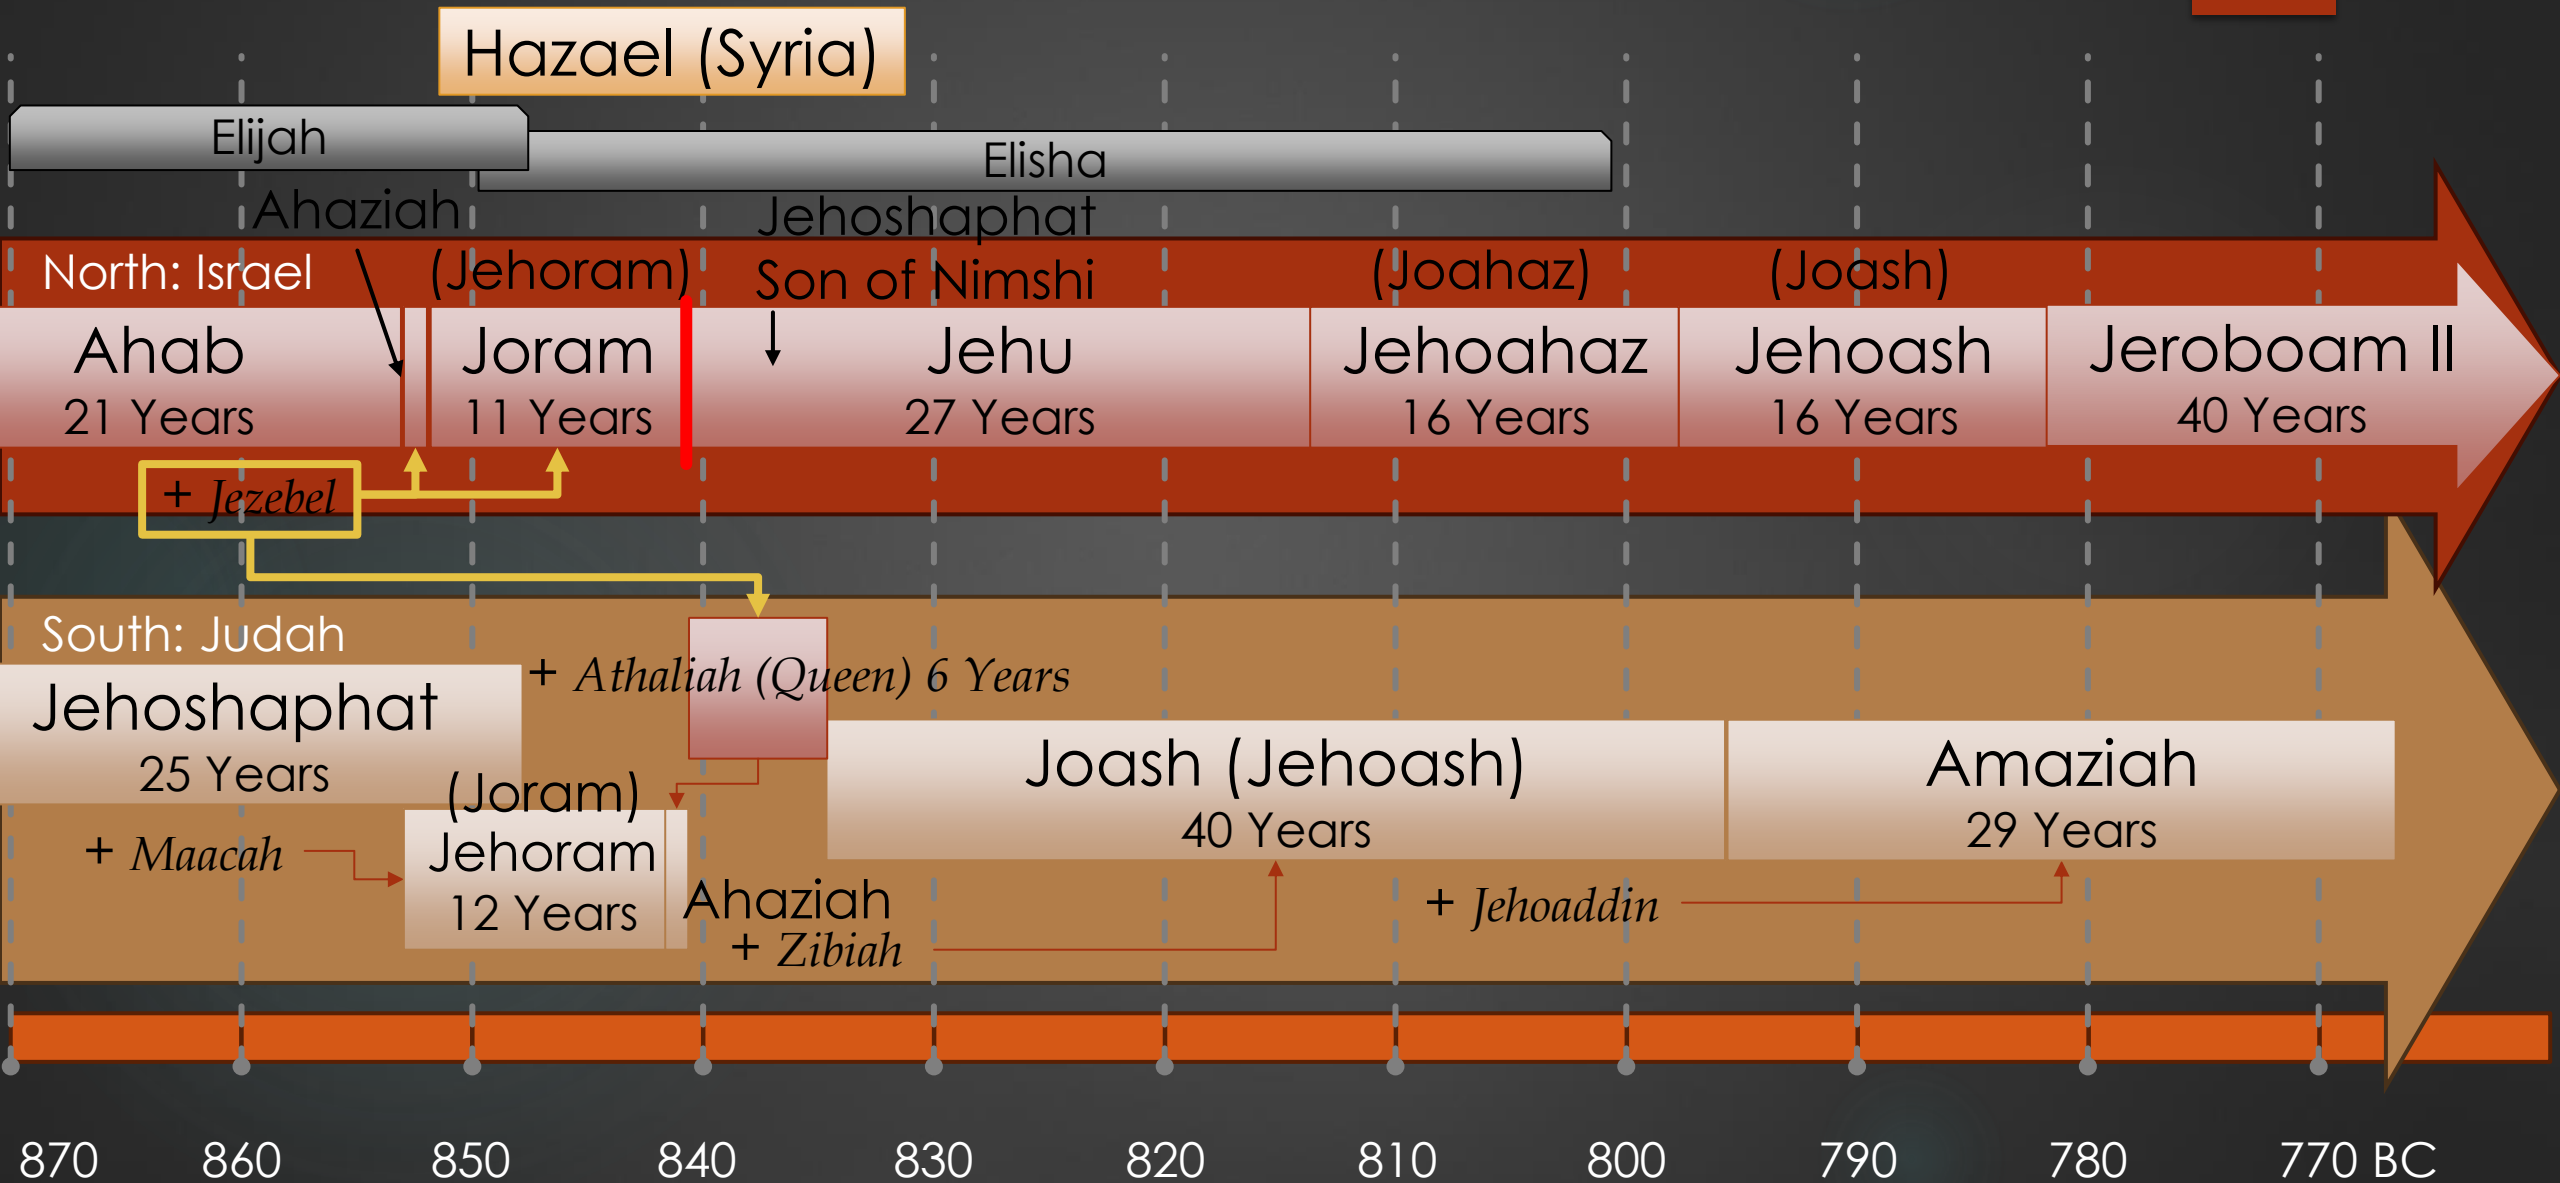 Hazael (Syria)
Elijah
Elisha
Ahaziah
Jehoshaphat
Son of Nimshi
North: Israel
(Jehoram)
(Joahaz)
(Joash)
Ahab
21 Years
Joram
11 Years
Jehu
27 Years
Jehoahaz
16 Years
Jehoash
16 Years
Jeroboam II
40 Years
+ Jezebel
South: Judah
+ Athaliah (Queen) 6 Years
Jehoshaphat
25 Years
(Joram)
Jehoram
12 Years
Joash (Jehoash)
40 Years
Amaziah
29 Years
+ Maacah
Ahaziah
+ Zibiah
+ Jehoaddin
870 860 850 840 830 820 810 800 790 780 770 BC